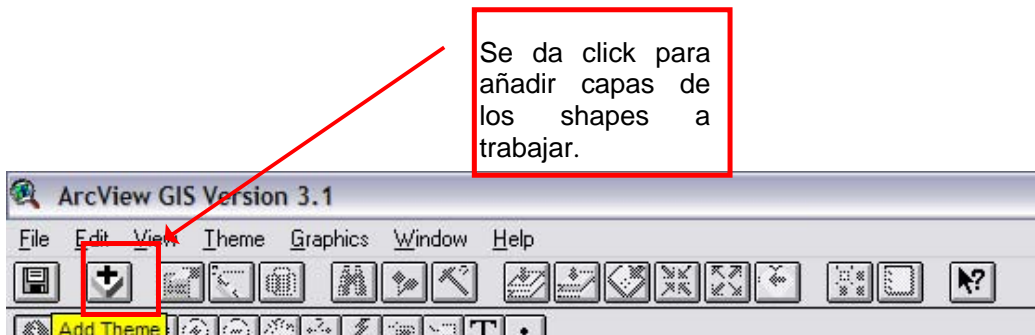 Se da click para
añadir capas de
los shapes a
trabajar.
ArcView GIS Version 3.1
File Edit View Theme Graphics Window Help
Add Theme
T